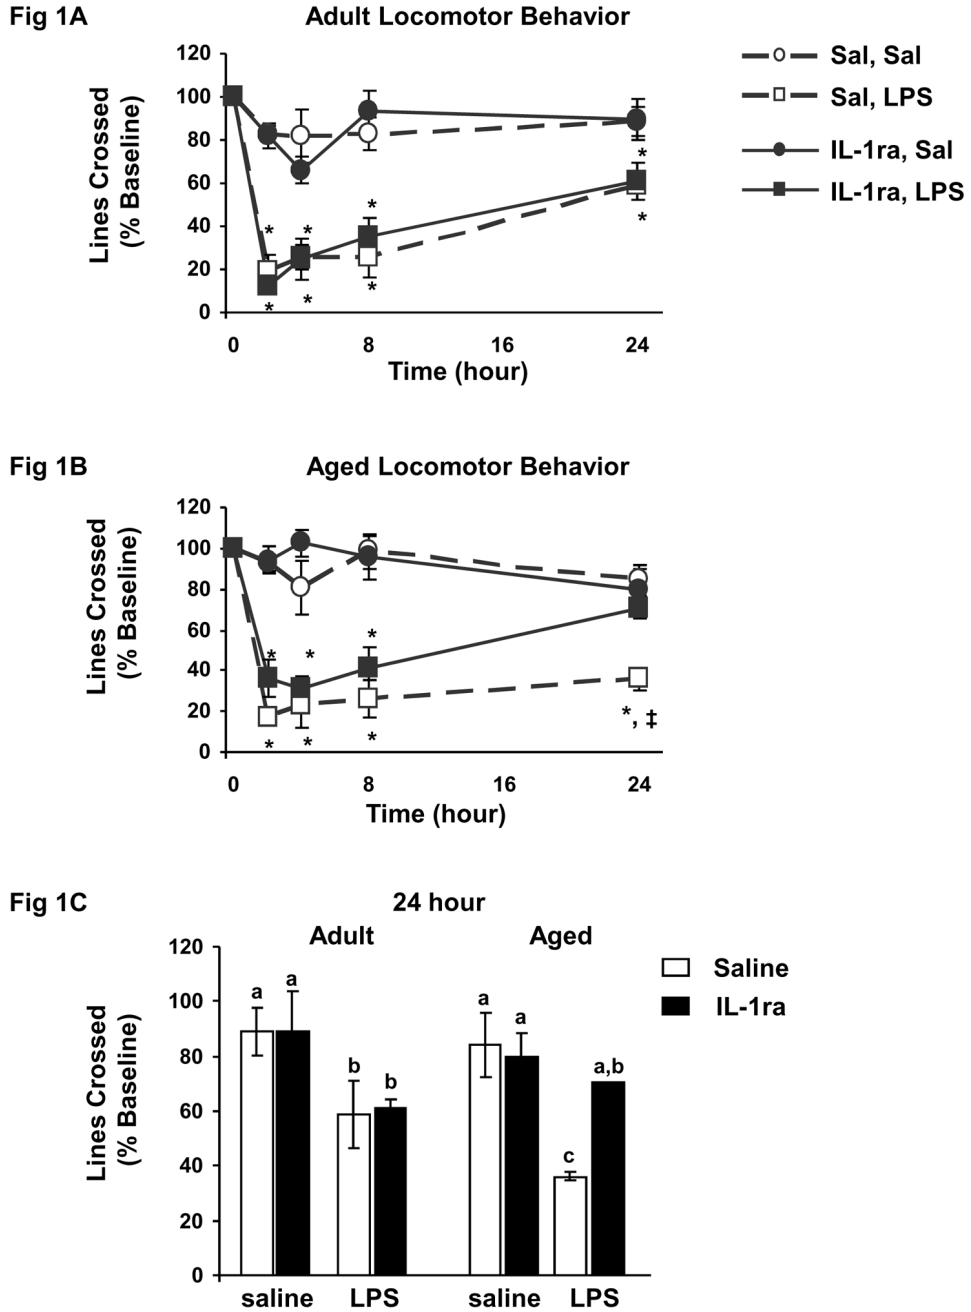 Fig 1A
Adult Locomotor Behavior
120
100
80
60
40
20
0
Lines Crossed
(% Baseline)
* * * *
* * * *
0 8 16 24
Time (hour)
Sal, Sal
Sal, LPS
IL-1ra, Sal
IL-1ra, LPS
Fig 1B
Aged Locomotor Behavior
120
100
80
60
40
20
0
Lines Crossed
(% Baseline)
* * *
* * * *, ‡
0 8 16 24
Time (hour)
Fig 1C
24 hour
Adult Aged
120
100
80
60
40
20
0
Lines Crossed
(% Baseline)
a a b b a a c a,b
saline LPS saline LPS
Saline
IL-1ra